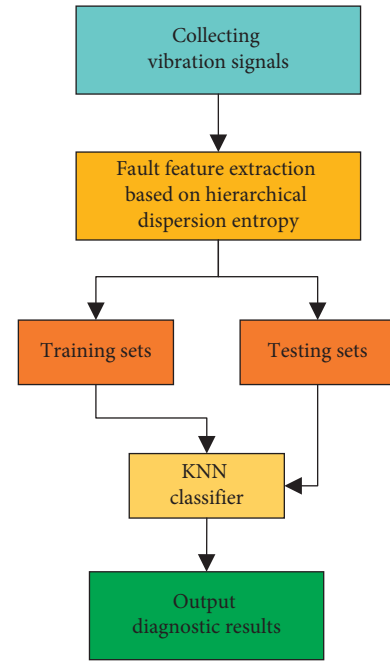 Collecting
vibration signals
Fault feature extraction
based on hierarchical
dispersion entropy
Training sets
Testing sets
KNN
classifier
Output
diagnostic results